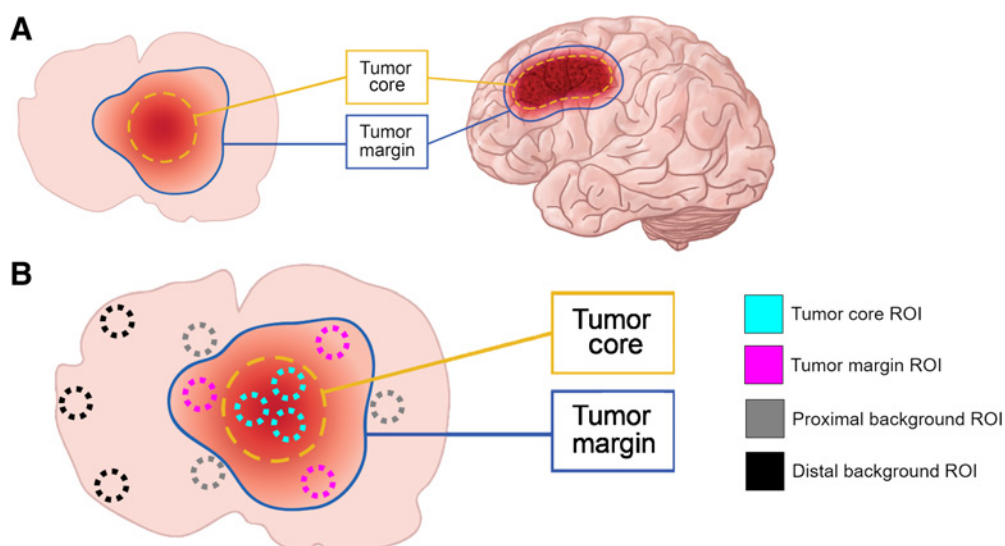 A
Tumor
core
Tumor
margin
B
Tumor
core
Tumor
margin
Tumor core ROI
Tumor margin ROI
Proximal background ROI
Distal background ROI